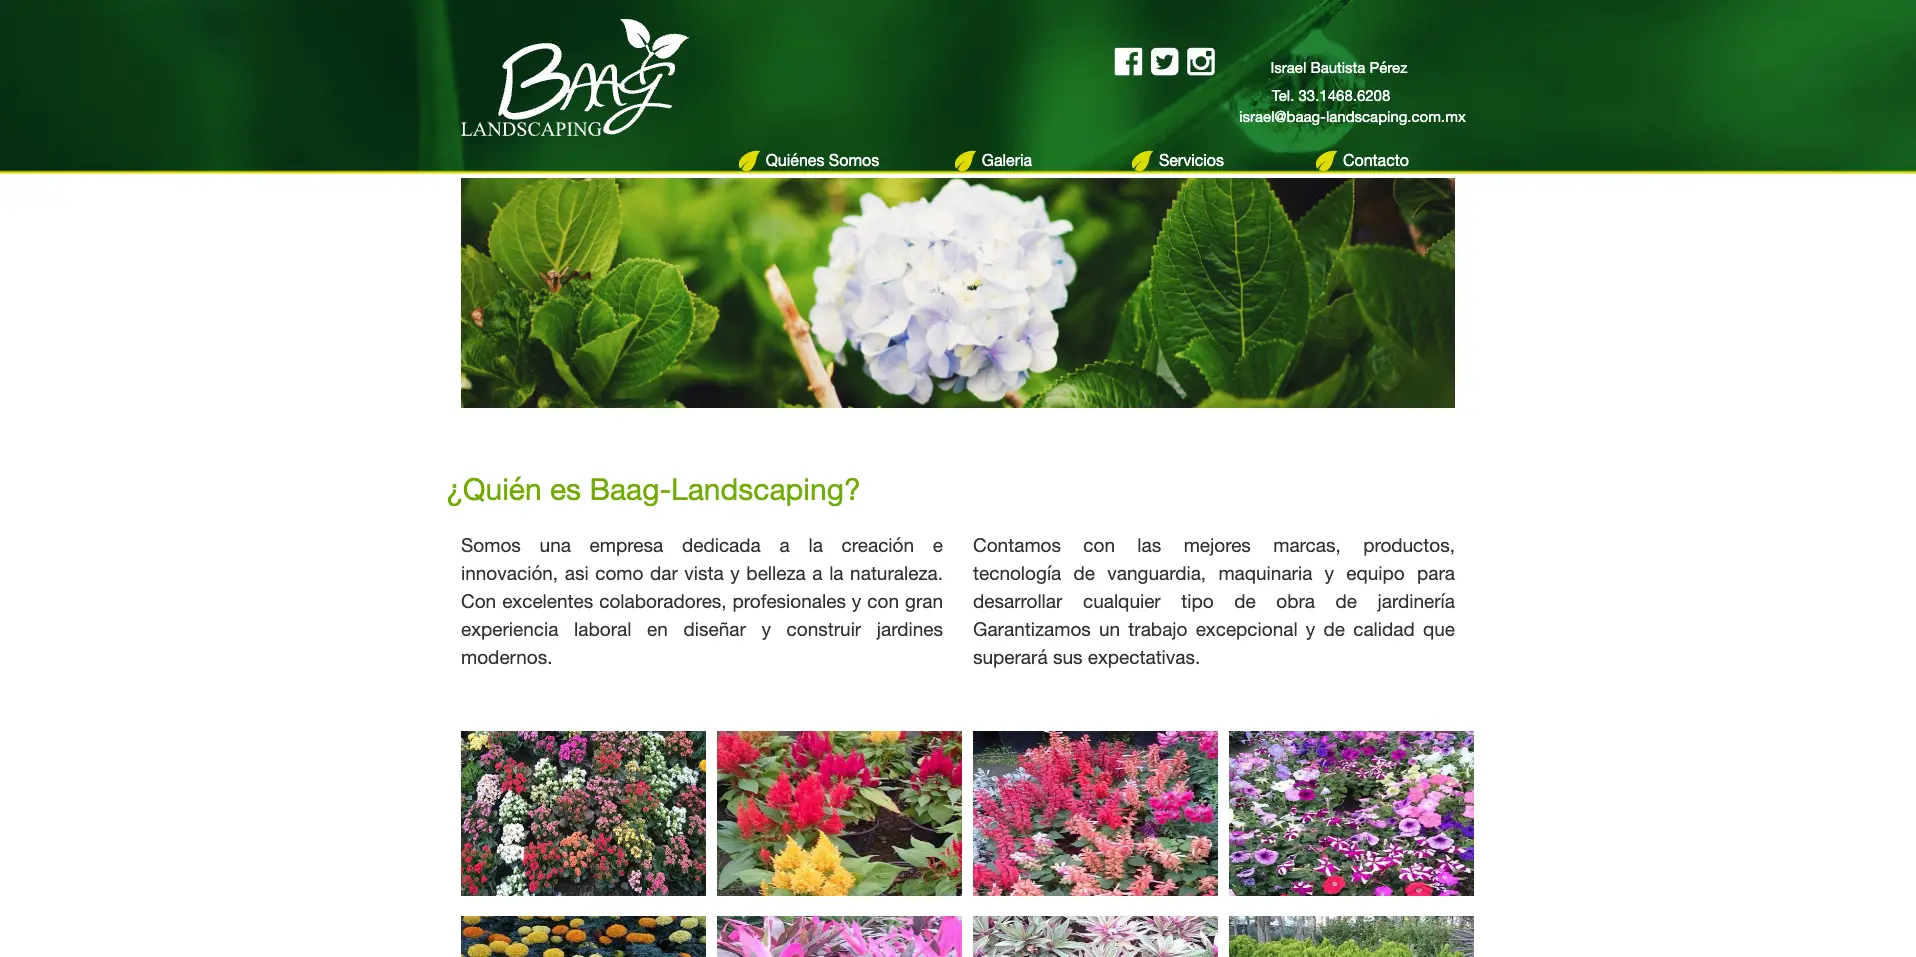 BAAG
LANDSCAPING
Israel Bautista Pérez
Tel. 33.1468.6208
israel@baag-landscaping.com.mx
Quiénes Somos
Galeria
Servicios
Contacto
¿Quién es Baag-Landscaping?
Somos una empresa dedicada a la creación e
innovación, asi como dar vista y belleza a la naturaleza.
Con excelentes colaboradores, profesionales y con gran
experiencia laboral en diseñar y construir jardines
modernos.
Contamos con las mejores marcas, productos,
tecnología de vanguardia, maquinaria y equipo para
desarrollar cualquier tipo de obra de jardinería
Garantizamos un trabajo excepcional y de calidad que
superará sus expectativas.